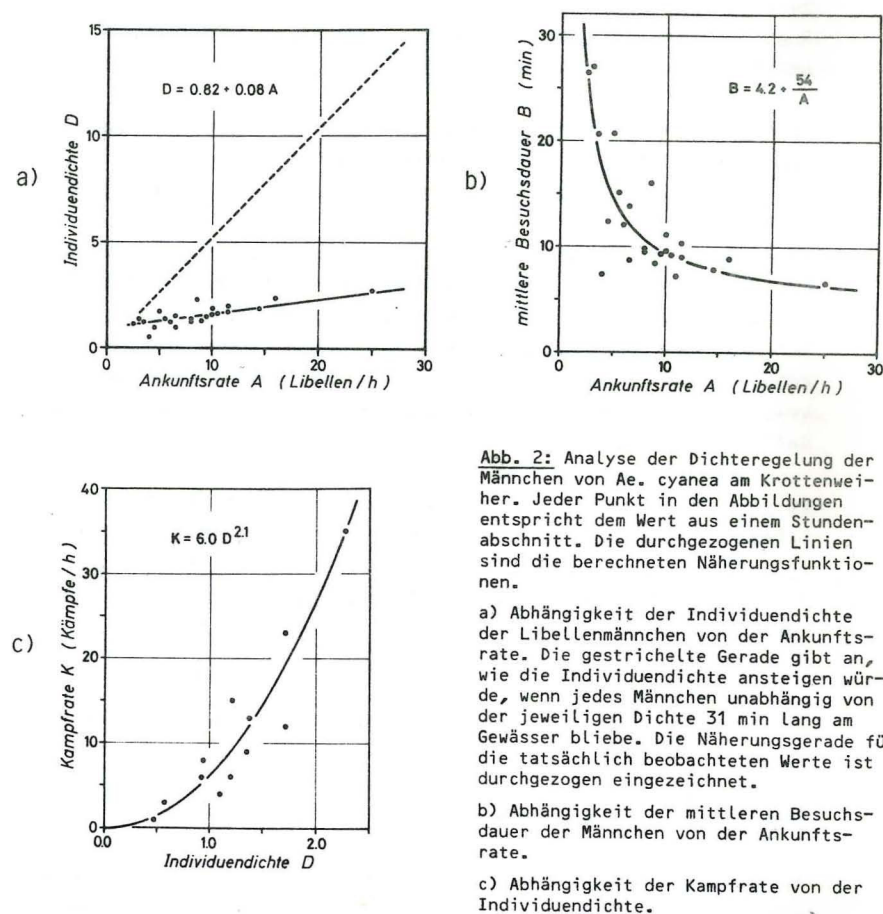 a)
15
10
5
0
0
10
20
30
D = 0.82 + 0.08 A
Individuendichte D
Ankunftsrate A (Libellen/h)
b)
30
20
10
0
0
10
20
30
B = 4.2 + 54/A
mittlere Besuchsdauer B (min)
Ankunftsrate A (Libellen/h)
c)
40
30
20
10
0
0.0
1.0
2.0
K = 6.0 D^2.1
Kampfrate K (Kämpfe/h)
Individuendichte D
Abb. 2: Analyse der Dichteregelung der
Männchen von Ae. cyanea am Krottenwei-
her. Jeder Punkt in den Abbildungen
entspricht dem Wert aus einem Stunden-
abschnitt. Die durchgezogenen Linien
sind die berechneten Näherungsfunktio-
nen.
a) Abhängigkeit der Individuendichte
der Libellenmännchen von der Ankunfts-
rate. Die gestrichelte Gerade gibt an,
wie die Individuendichte ansteigen wür-
de, wenn jedes Männchen unabhängig von
der jeweiligen Dichte 31 min lang am
Gewässer bliebe. Die Näherungsgerade fü
die tatsächlich beobachteten Werte ist
durchgezogen eingezeichnet.
b) Abhängigkeit der mittleren Besuchs-
dauer der Männchen von der Ankunfts-
rate.
c) Abhängigkeit der Kampfrate von der
Individuendichte.